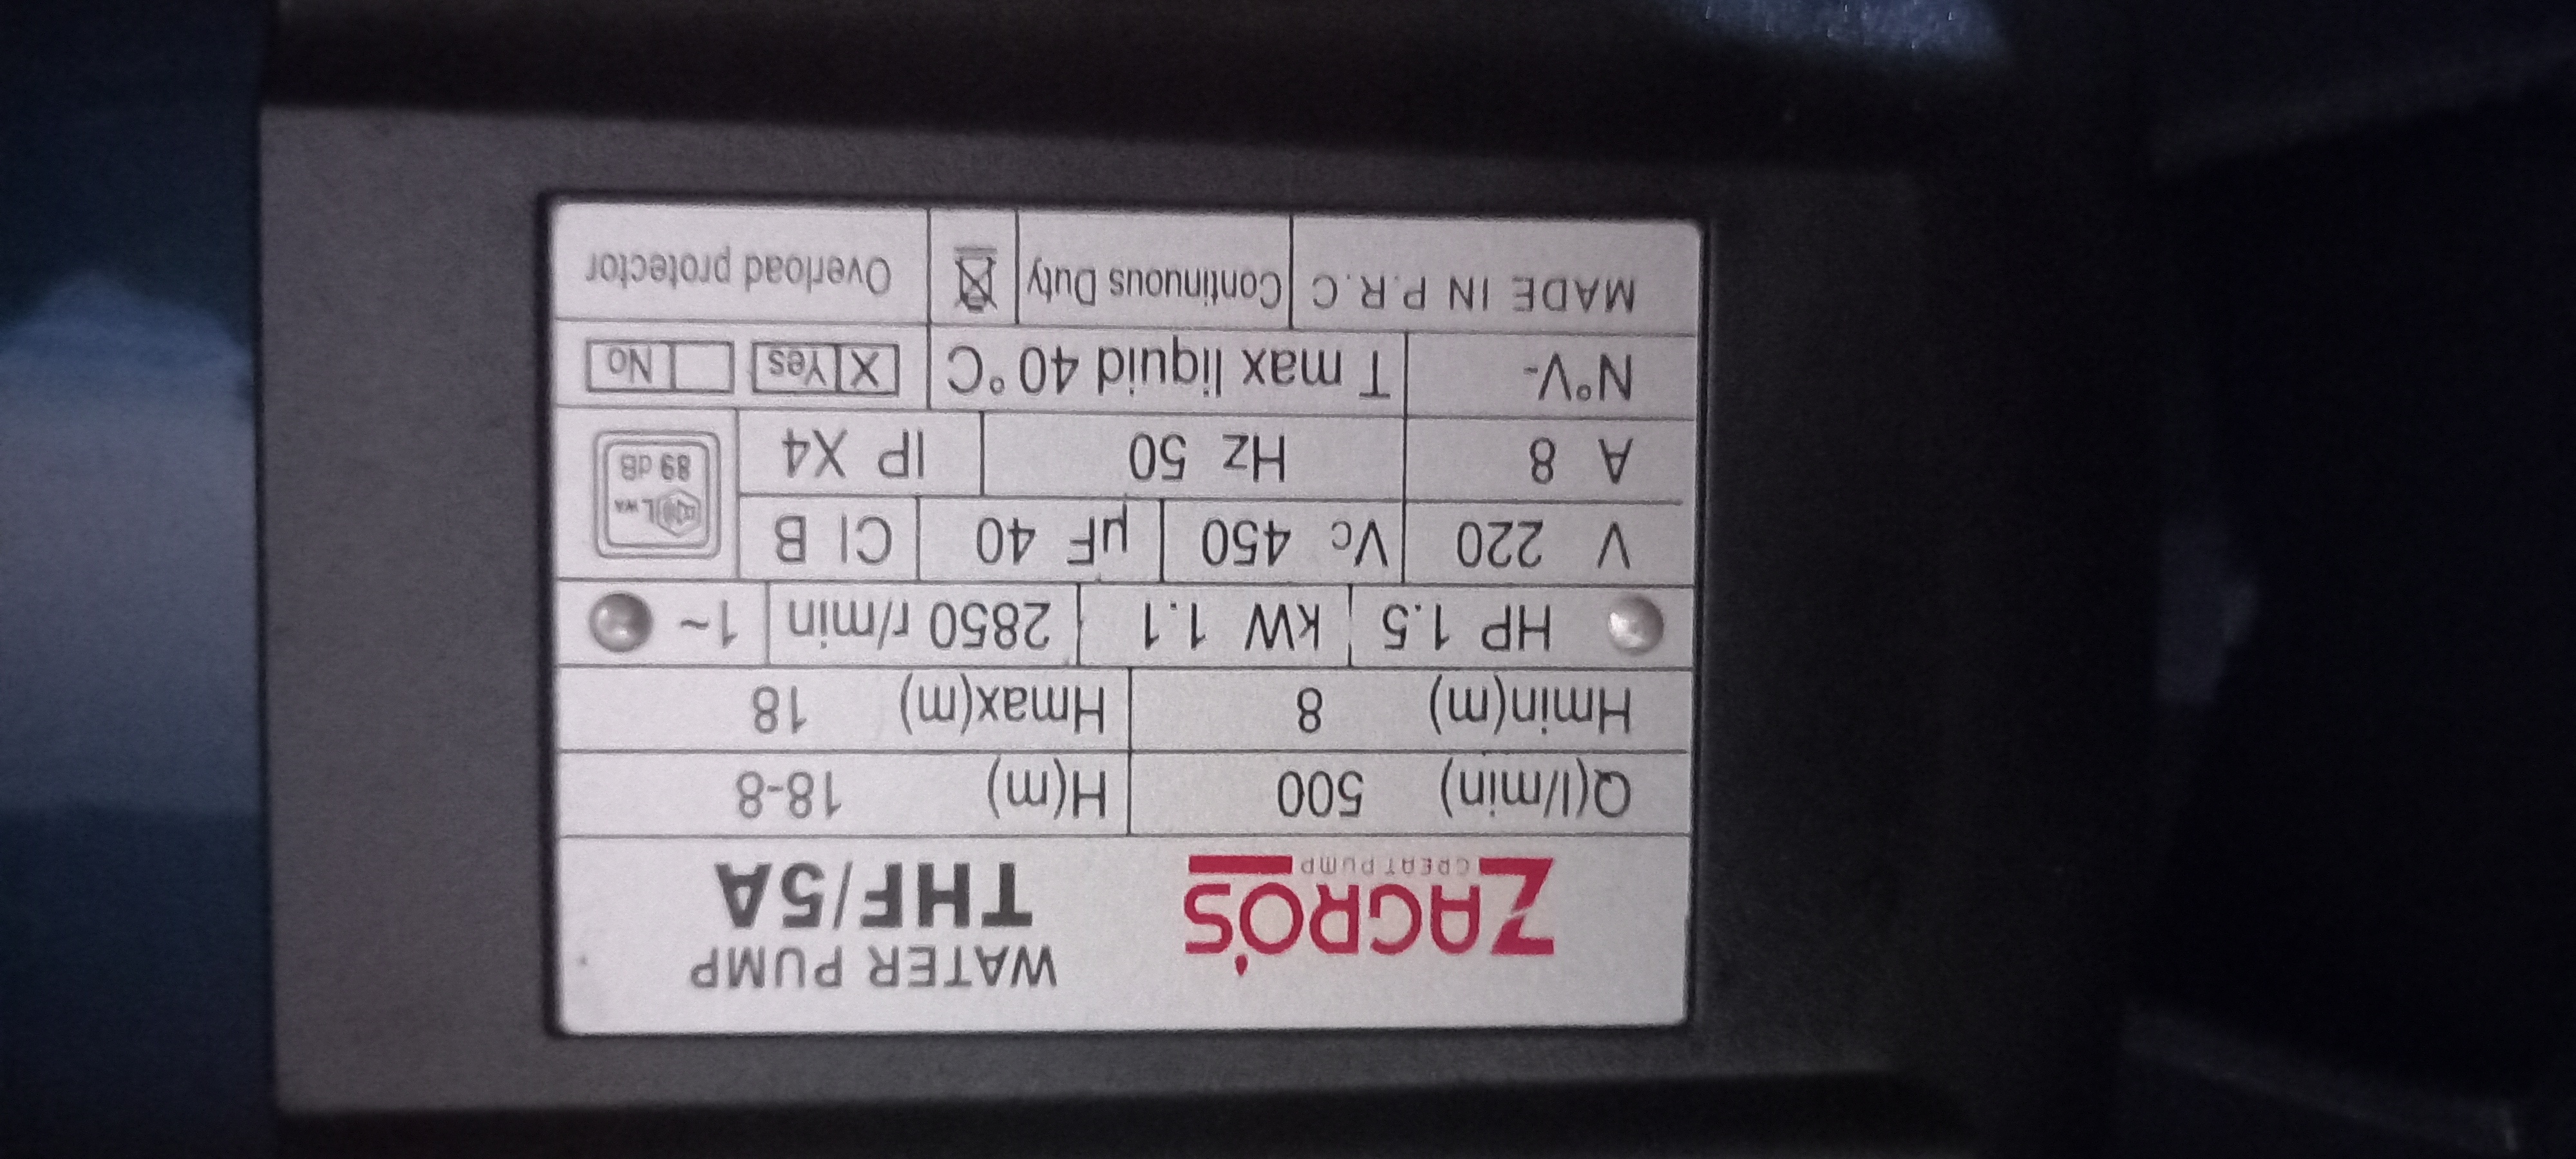 ZAGROS
GREAT PUMP
WATER PUMP
THF/5A
Q(l/min) 500 H(m) 18-8
Hmin(m) 8 Hmax(m) 18
HP 1.5 kW 1.1 2850 r/min 1~
V 220 Vc 450 µF 40 Cl B
LWA
89 dB
A 8 Hz 50 IP X4
N°V- T max liquid 40°C X Yes No
MADE IN P.R.C Continuous Duty Overload protector